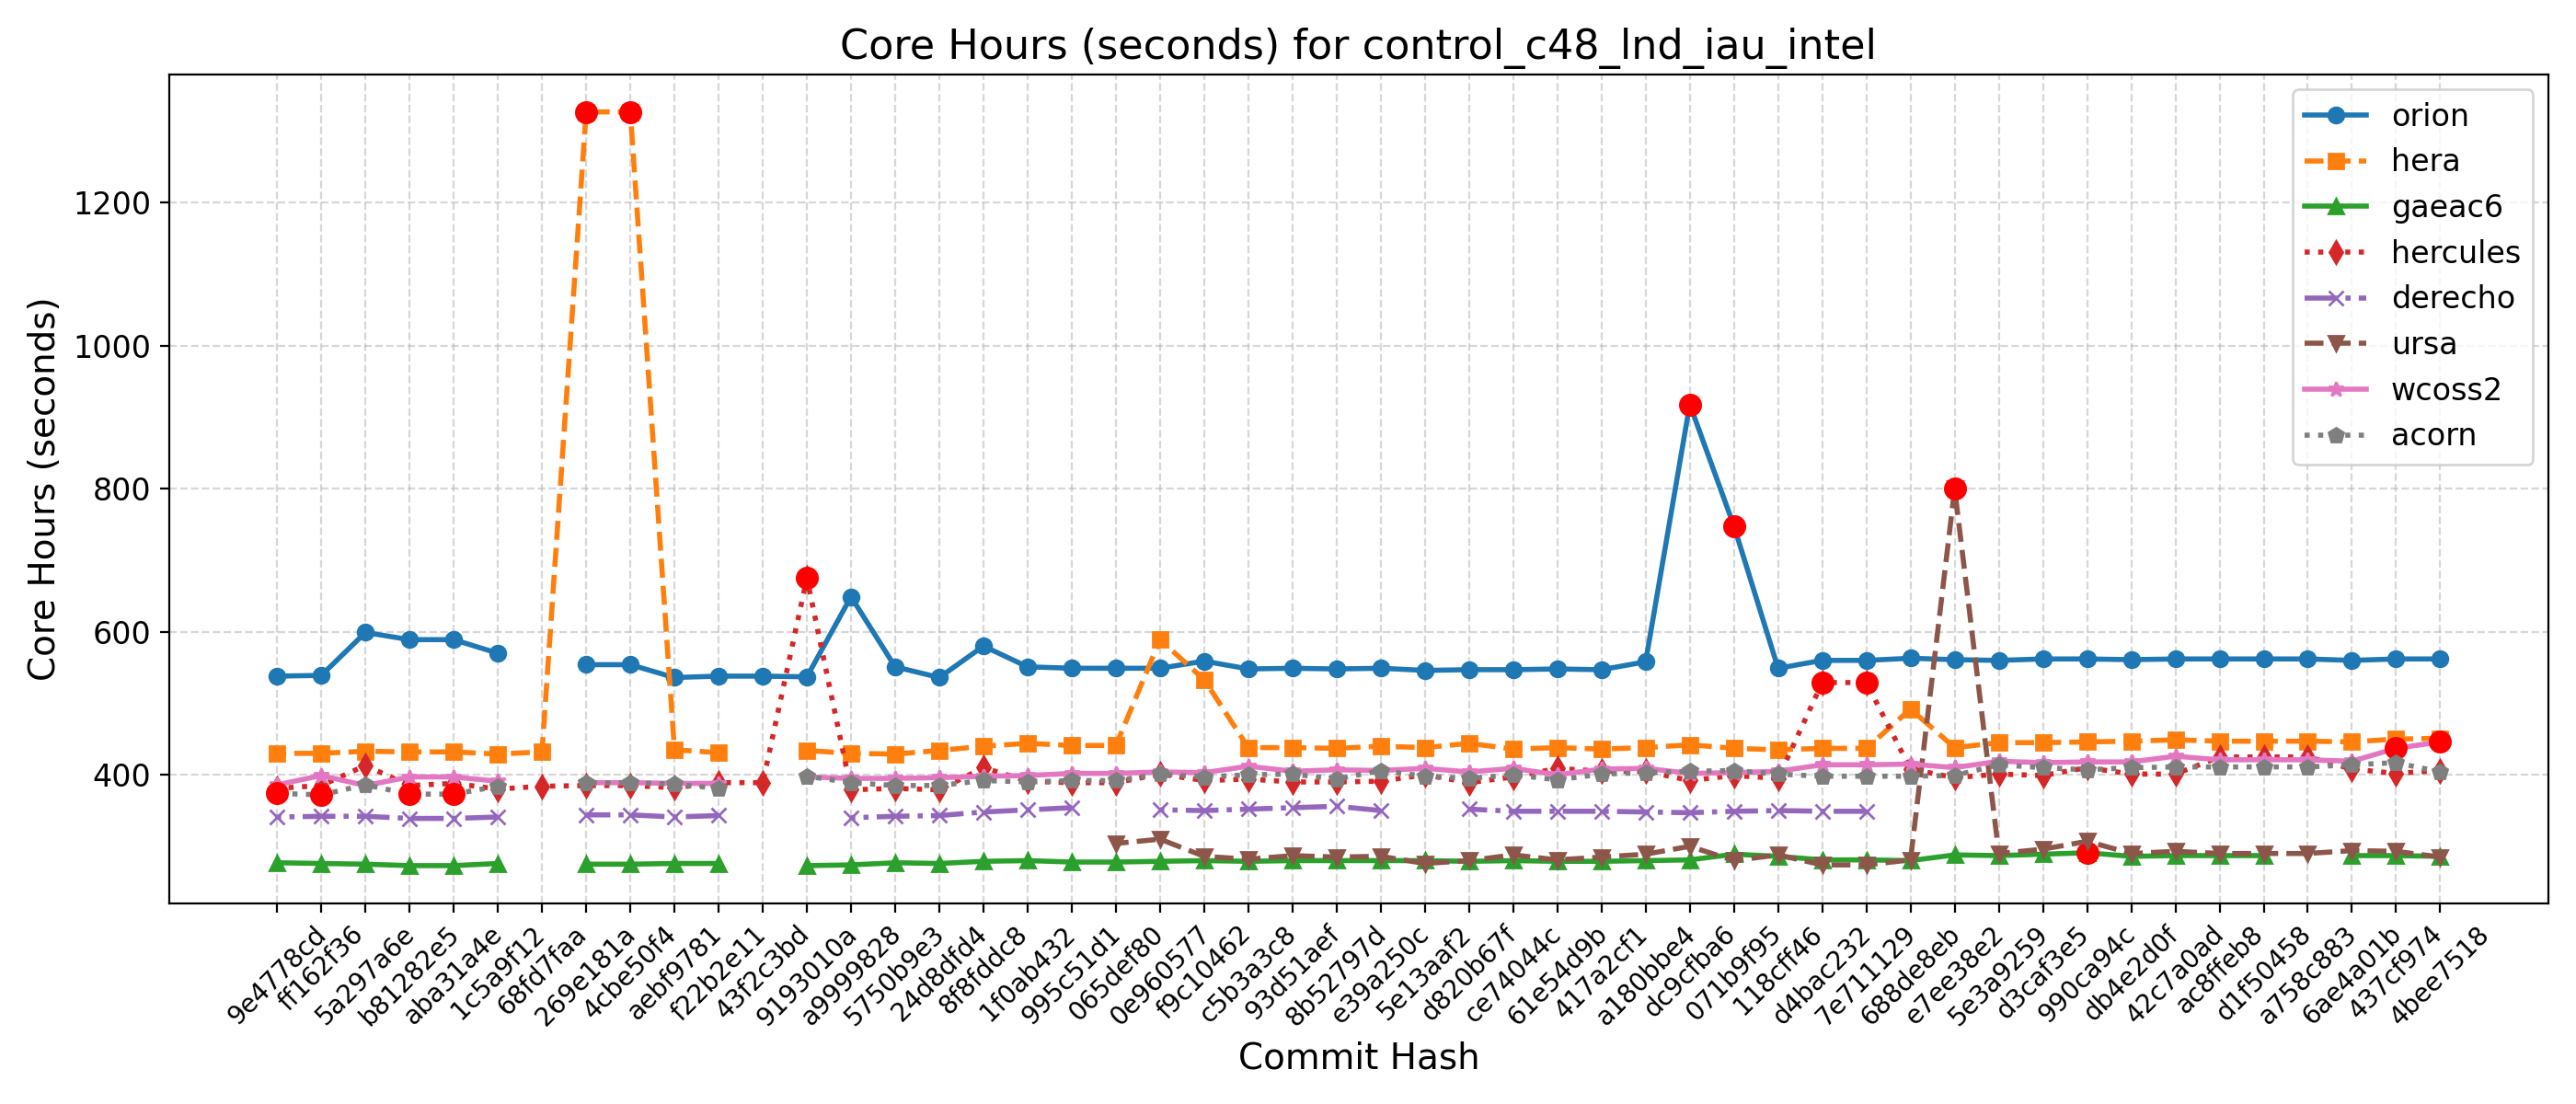 Core Hours (seconds) for control_c48_lnd_iau_intel
Core Hours (seconds)
1200
1000
800
600
400
orion
hera
gaeac6
hercules
derecho
ursa
wcoss2
acorn
9e4778cd
ff162f36
5a297a6e
b81282e5
aba31a4e
1c5a9f12
68fd7faa
269e181a
4cbe50f4
aebf9781
f22b2e11
43f2c3bd
9193010a
a9999828
5750b9e3
24d8dfd4
8f8fddc8
1f0ab432
995c51d1
065def80
0e960577
f9c10462
c5b3a3c8
93d51aef
8b52797d
e39a250c
5e13aaf2
d820b67f
ce74044c
61e54d9b
417a2cf1
a180bbe4
dc9cfba6
071b9f95
118cff46
d4bac232
7e711129
688de8eb
e7ee38e2
5e3a9259
d3caf3e5
990ca94c
db4e2d0f
42c7a0ad
ac8ffeb8
d1f50458
a758c883
6ae4a01b
437cf974
4bee7518
Commit Hash